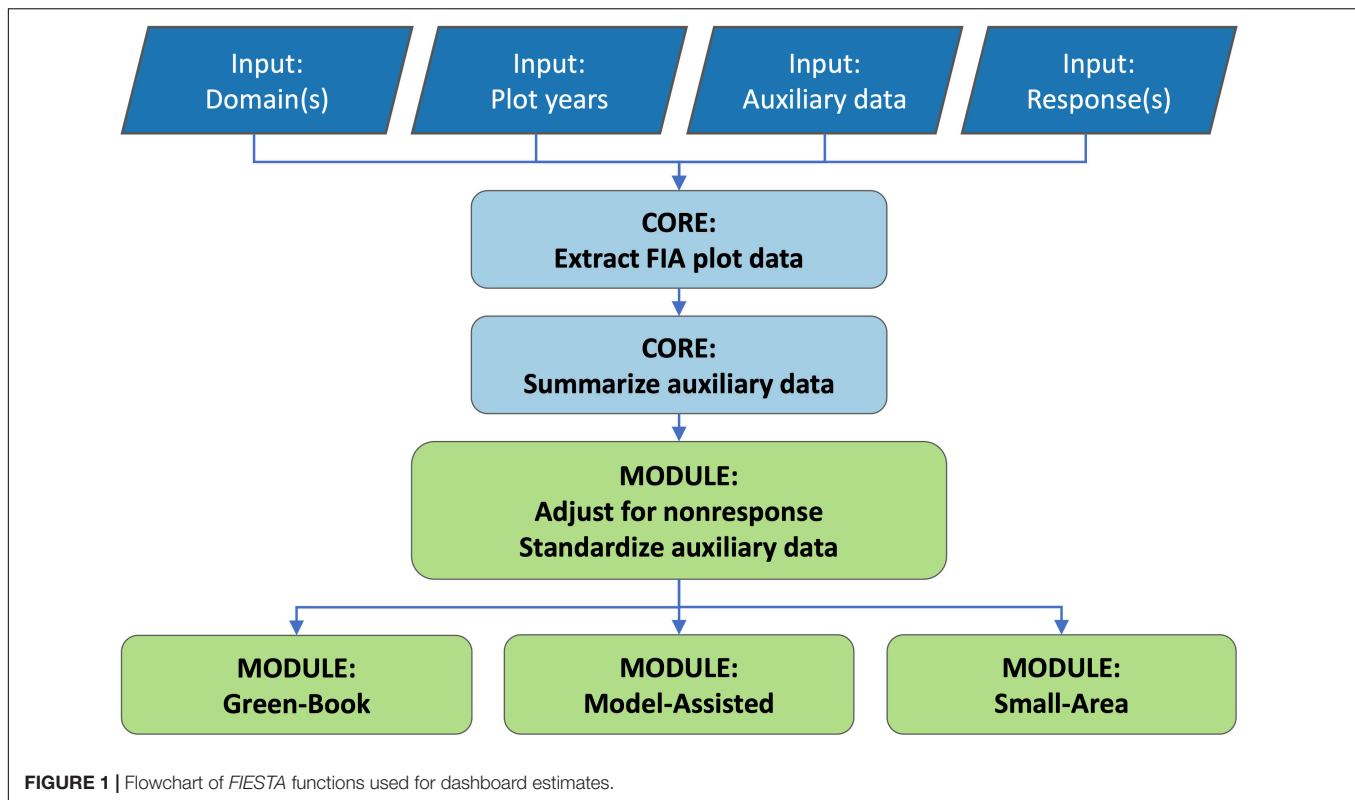 Input:
Domain(s)
Input:
Plot years
Input:
Auxiliary data
Input:
Response(s)
CORE:
Extract FIA plot data
CORE:
Summarize auxiliary data
MODULE:
Adjust for nonresponse
Standardize auxiliary data
MODULE:
Green-Book
MODULE:
Model-Assisted
MODULE:
Small-Area
FIGURE 1 | Flowchart of FIESTA functions used for dashboard estimates.